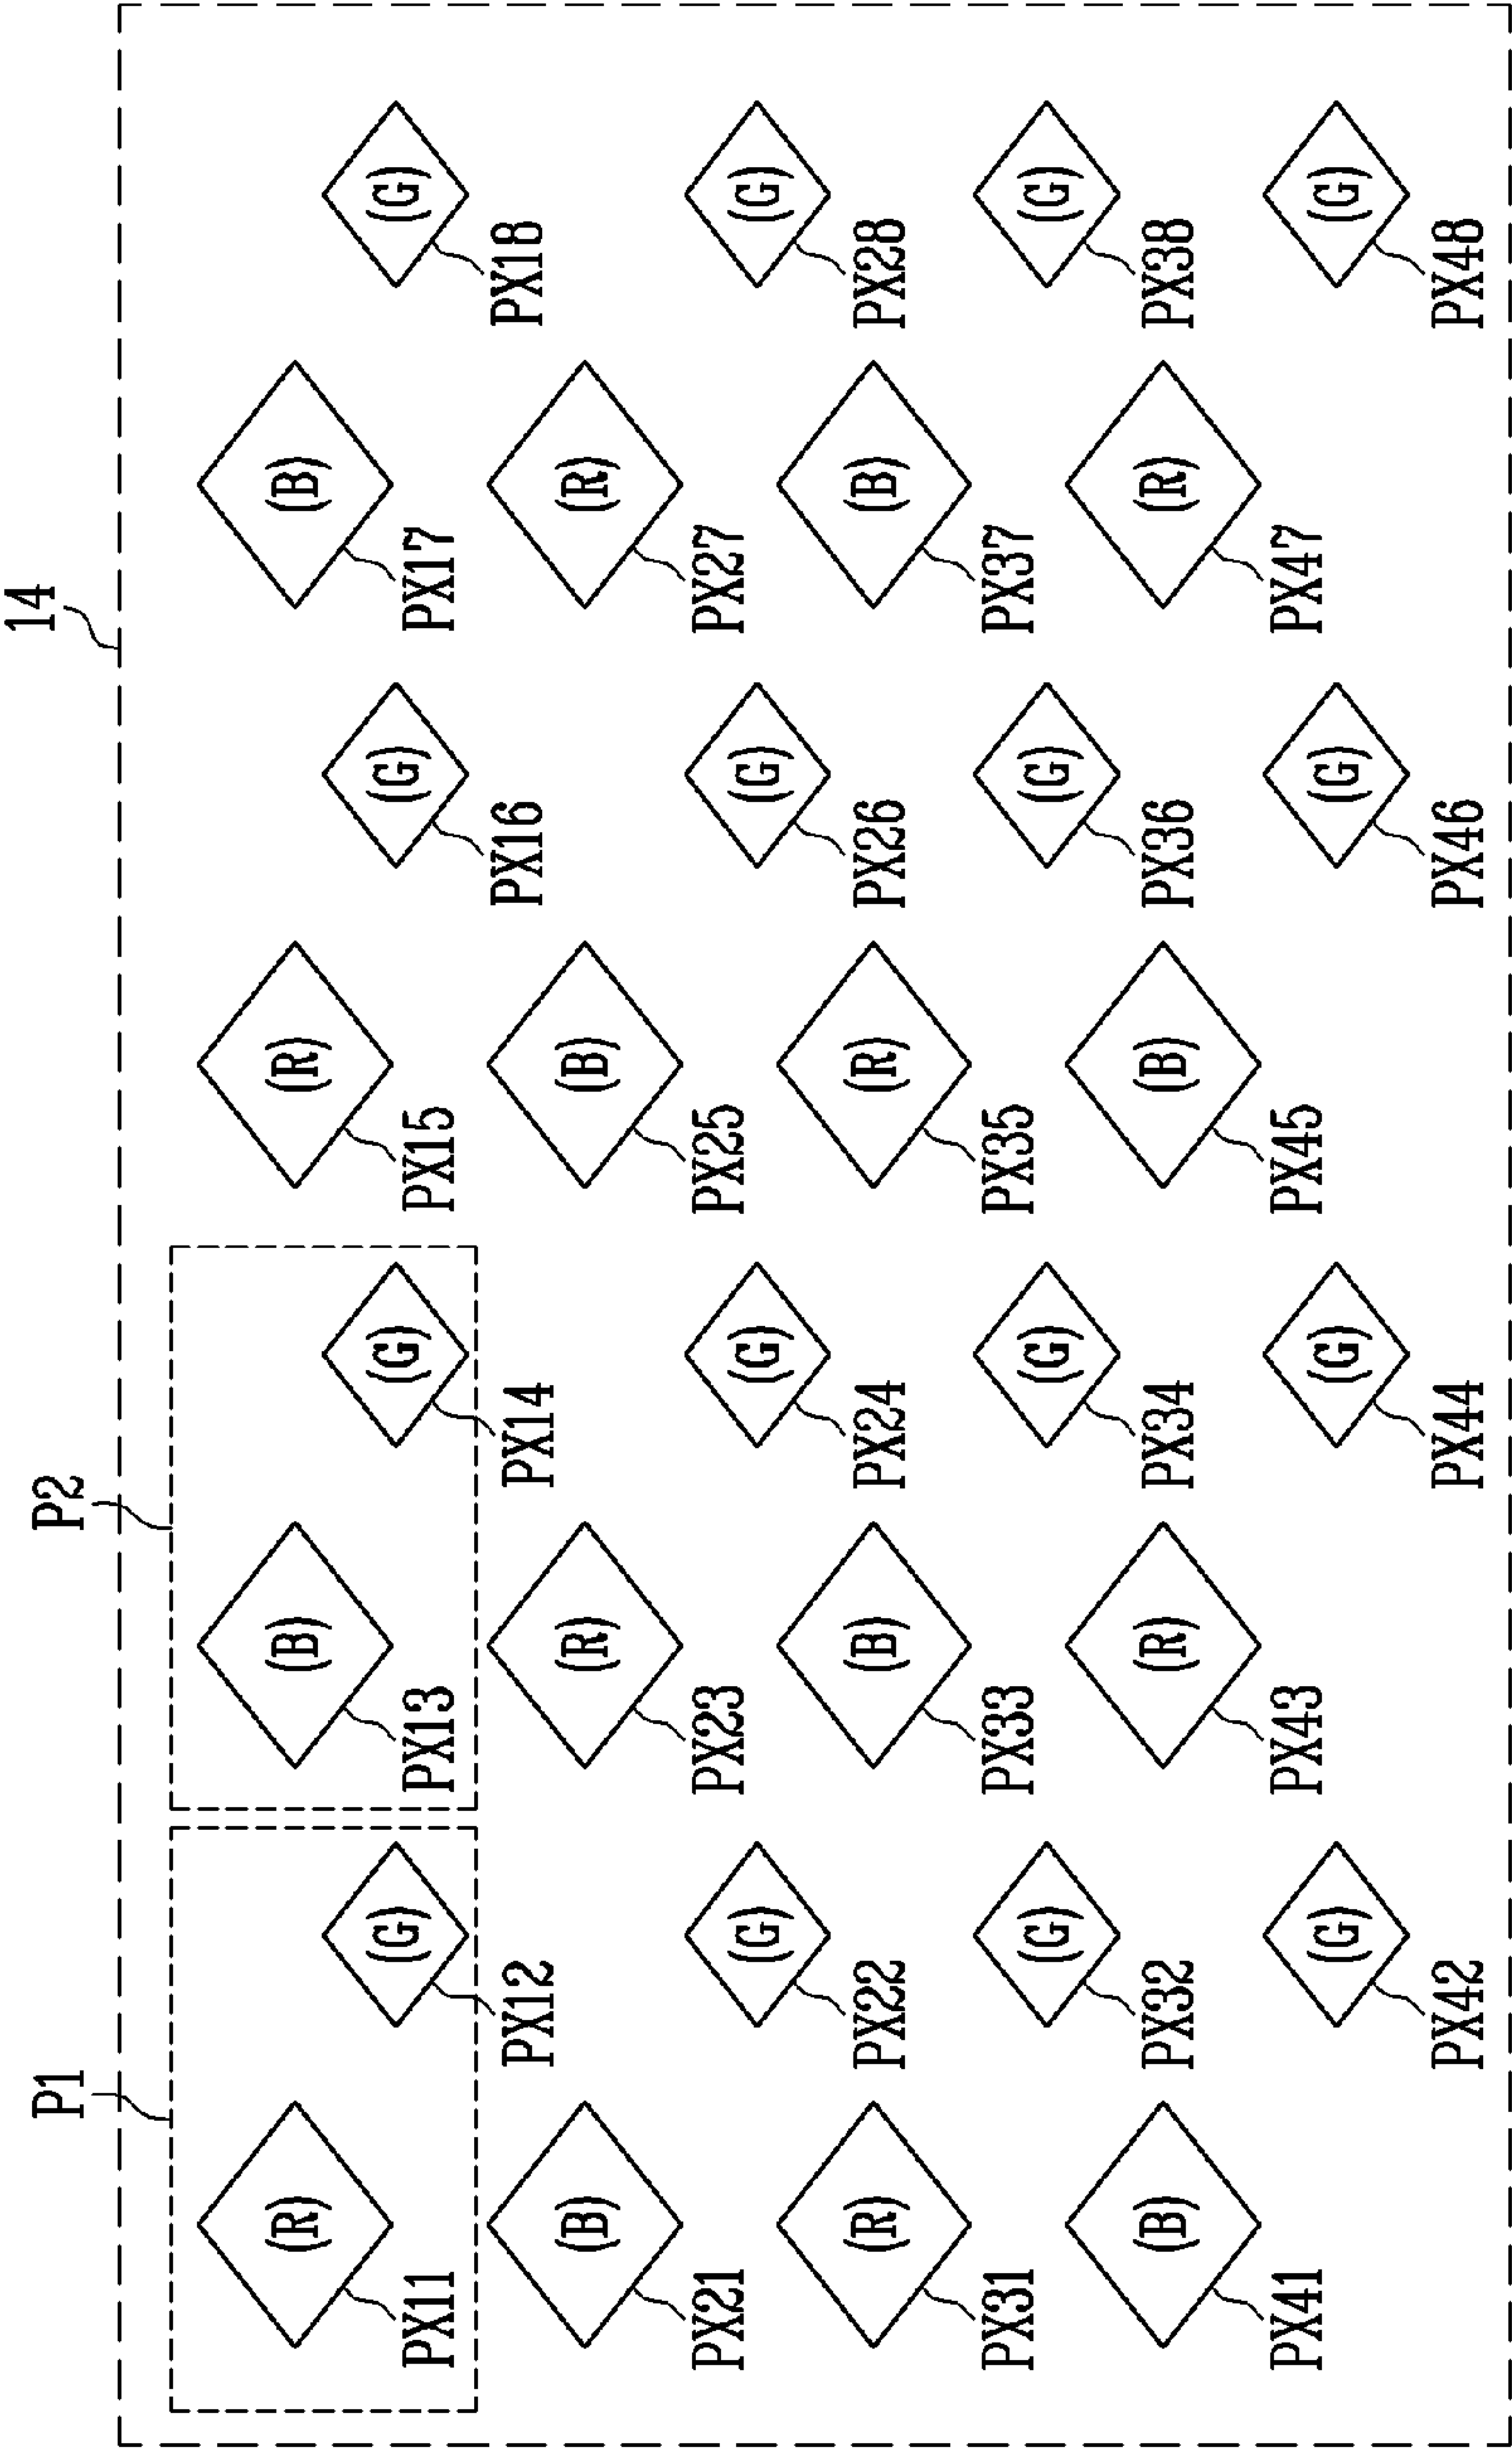 14
P1 P2
(R) (B) (R) (B)
PX11 PX13 PX15 PX17
(G) (G) (G) (G)
PX12 PX14 PX16 PX18
(B) (R) (B) (R)
PX21 PX23 PX25 PX27
(G) (G) (G) (G)
PX22 PX24 PX26 PX28
(R) (B) (R) (B)
PX31 PX33 PX35 PX37
(G) (G) (G) (G)
PX32 PX34 PX36 PX38
(B) (R) (B) (R)
PX41 PX43 PX45 PX47
(G) (G) (G) (G)
PX42 PX44 PX46 PX48